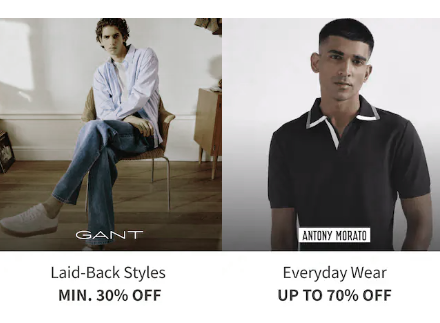 GANT
Laid-Back Styles
MIN. 30% OFF
ANTONY MORATO
Everyday Wear
UP TO 70% OFF